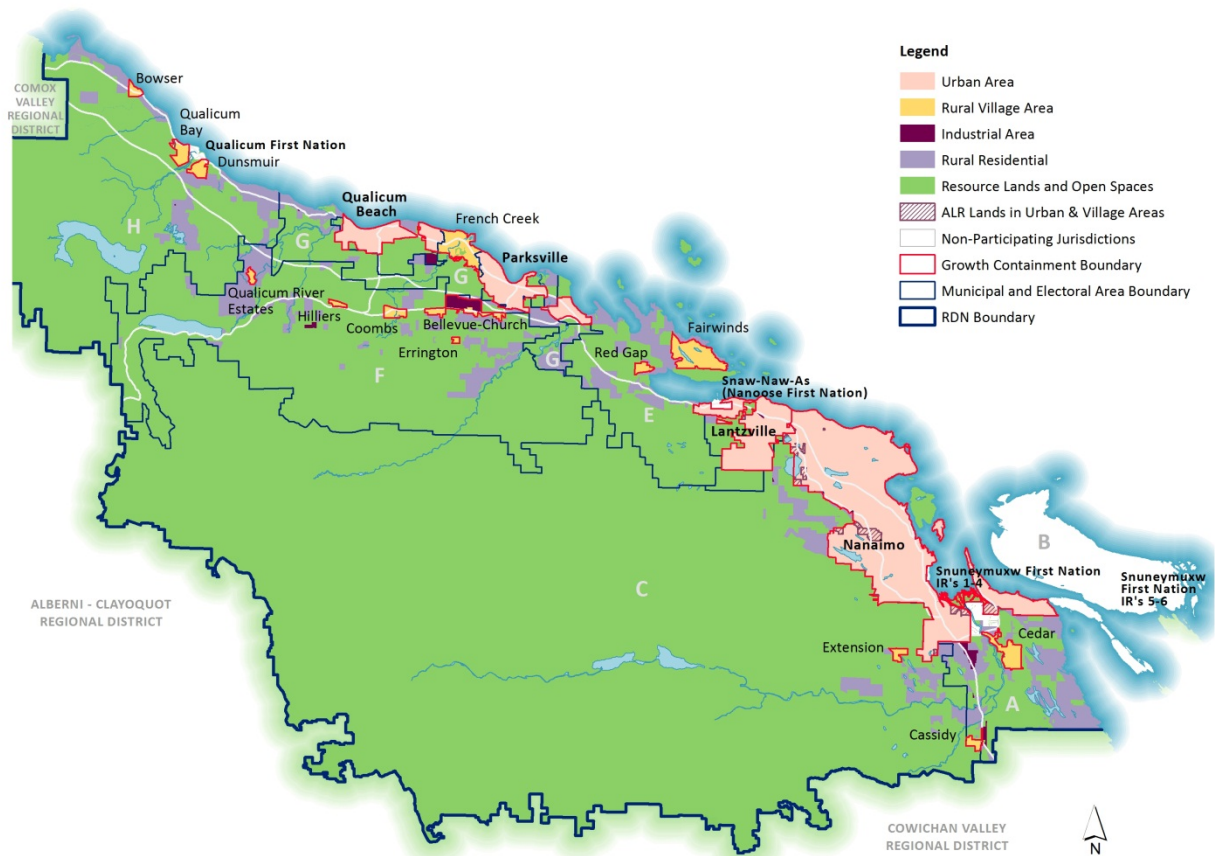 Legend
Urban Area
Rural Village Area
Industrial Area
Rural Residential
Resource Lands and Open Spaces
ALR Lands in Urban & Village Areas
Non-Participating Jurisdictions
Growth Containment Boundary
Municipal and Electoral Area Boundary
RDN Boundary
COMOX
VALLEY
REGIONAL
DISTRICT
Bowser
Qualicum
Bay
Qualicum First Nation
Dunsmuir
H
G
Qualicum
Beach
French Creek
G
Parksville
Qualicum River
Estates
Hilliers
Coombs
Bellevue-Church
Errington
F
G
Red Gap
Fairwinds
E
Snaw-Naw-As
(Nanoose First Nation)
Lantzville
Nanaimo
B
Snuneymuxw First Nation
IR's 1-4
Snuneymuxw
First Nation
IR's 5-6
C
ALBERNI - CLAYOQUOT
REGIONAL DISTRICT
Extension
Cedar
A
Cassidy
COWICHAN VALLEY
REGIONAL DISTRICT
N